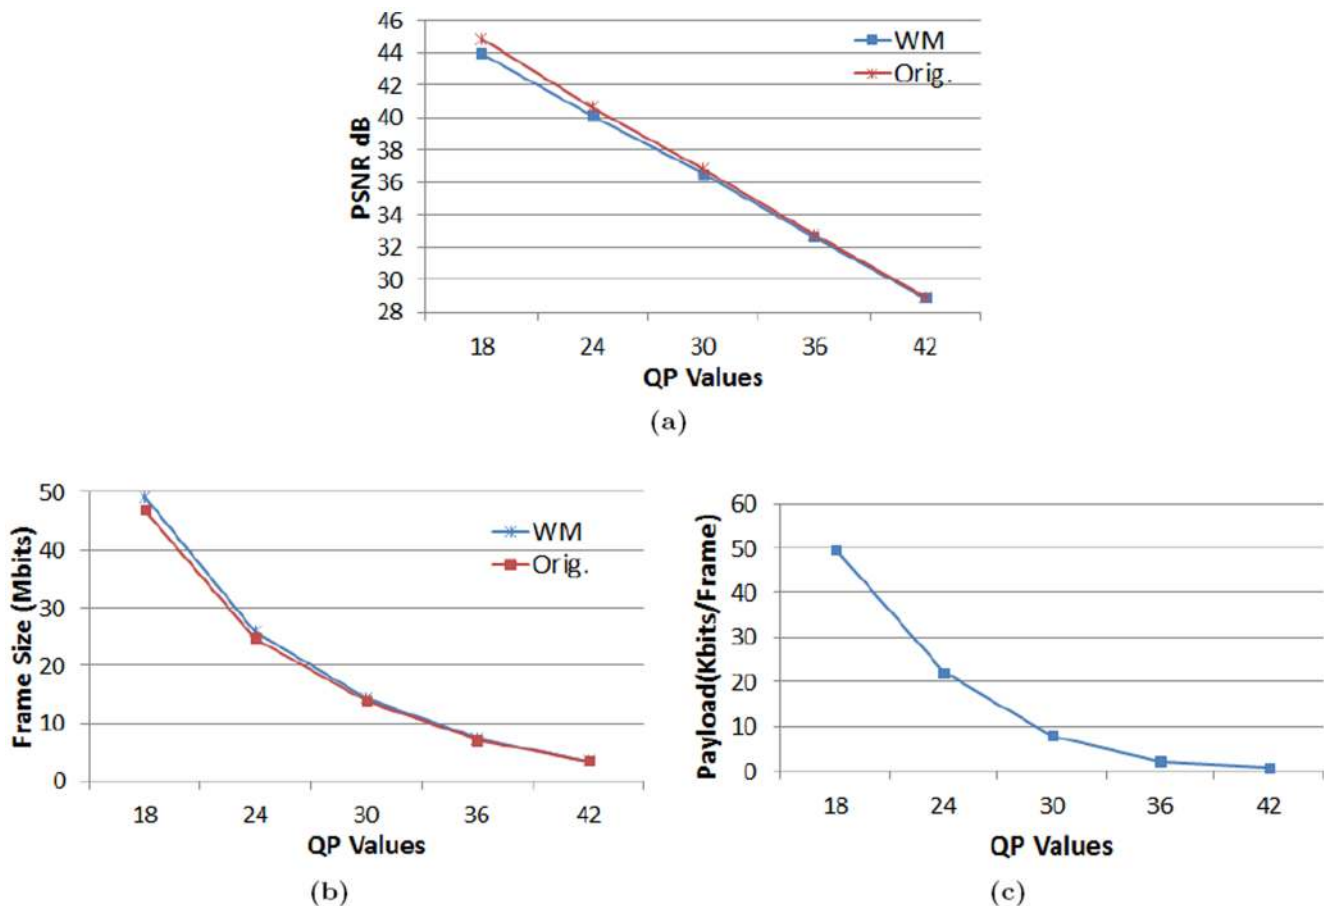 46
44
42
40
38
36
34
32
30
28
PSNR dB
WM
Orig.
18 24 30 36 42
QP Values
(a)
50
40
30
20
10
0
Frame Size (Mbits)
WM
Orig.
18 24 30 36 42
QP Values
(b)
60
50
40
30
20
10
0
Payload(Kbits/Frame)
18 24 30 36 42
QP Values
(c)